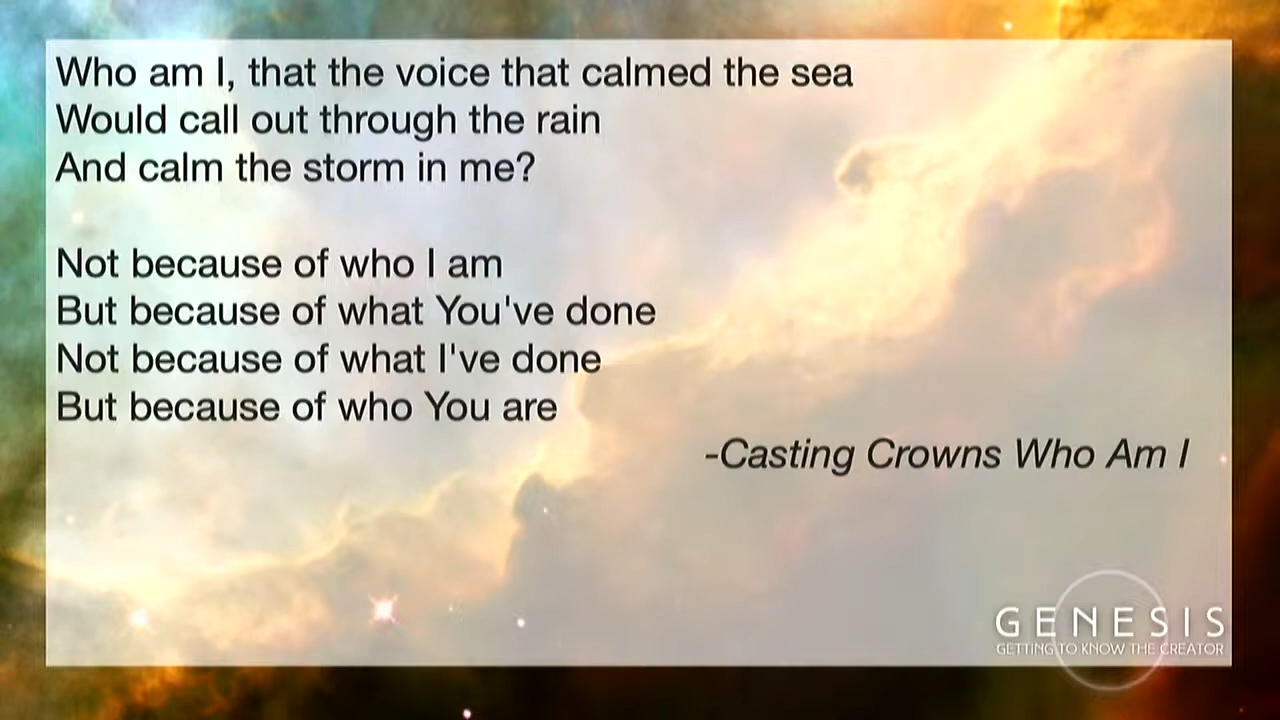 Who am I, that the voice that calmed the sea
Would call out through the rain
And calm the storm in me?
Not because of who I am
But because of what You've done
Not because of what I've done
But because of who You are
-Casting Crowns Who Am I
GENESIS
GETTING TO KNOW THE CREATOR